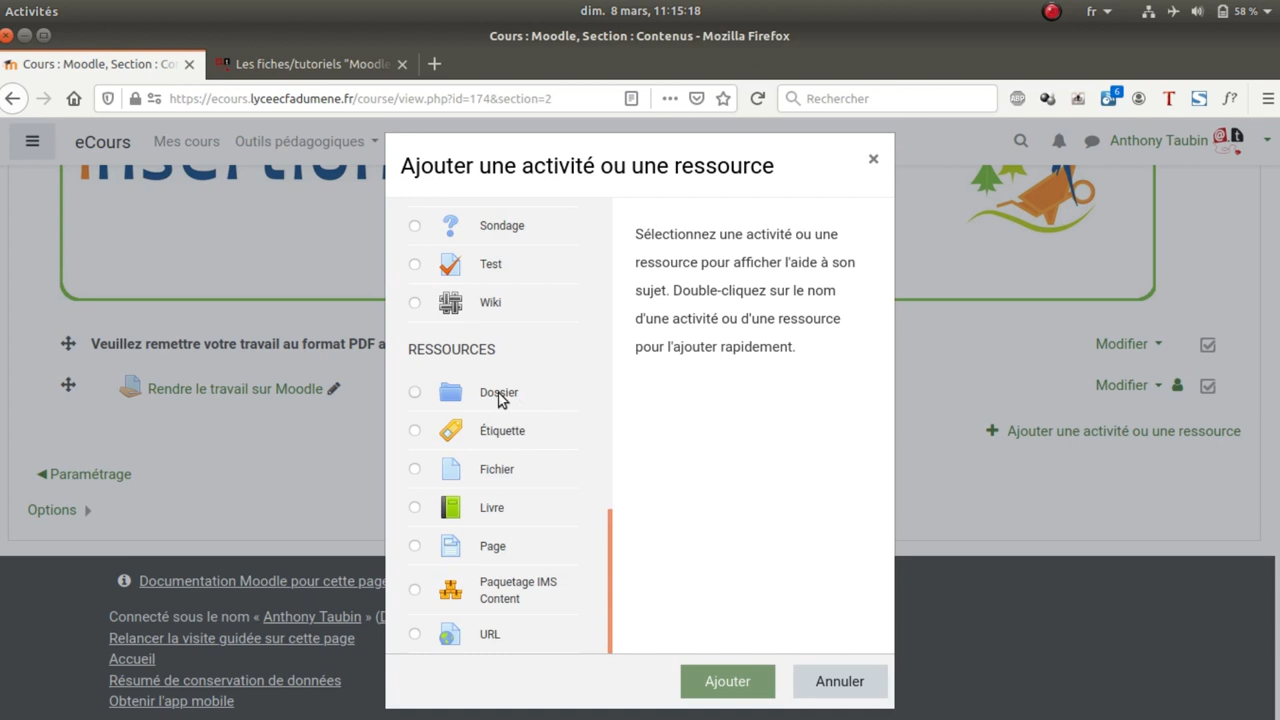 Activités
dim. 8 mars, 11:15:18
fr
58 %
Cours : Moodle, Section : Contenus - Mozilla Firefox
Cours : Moodle, Section : Co
Les fiches/tutoriels "Moodle
https://ecours.lyceecfadumene.fr/course/view.php?id=174&section=2
Rechercher
ABP
6
T
S
f?
eCours
Mes cours
Outils pédagogiques
Anthony Taubin
insertion
Ajouter une activité ou une ressource
×
Sondage
Test
Wiki
RESSOURCES
Dossier
Étiquette
Fichier
Livre
Page
Paquetage IMS
Content
URL
Sélectionnez une activité ou une
ressource pour afficher l'aide à son
sujet. Double-cliquez sur le nom
d'une activité ou d'une ressource
pour l'ajouter rapidement.
Ajouter
Annuler
Veuillez remettre votre travail au format PDF a
Modifier
Rendre le travail sur Moodle
Modifier
Ajouter une activité ou une ressource
Paramétrage
Options
Documentation Moodle pour cette page
Connecté sous le nom « Anthony Taubin » (D
Relancer la visite guidée sur cette page
Accueil
Résumé de conservation de données
Obtenir l'app mobile